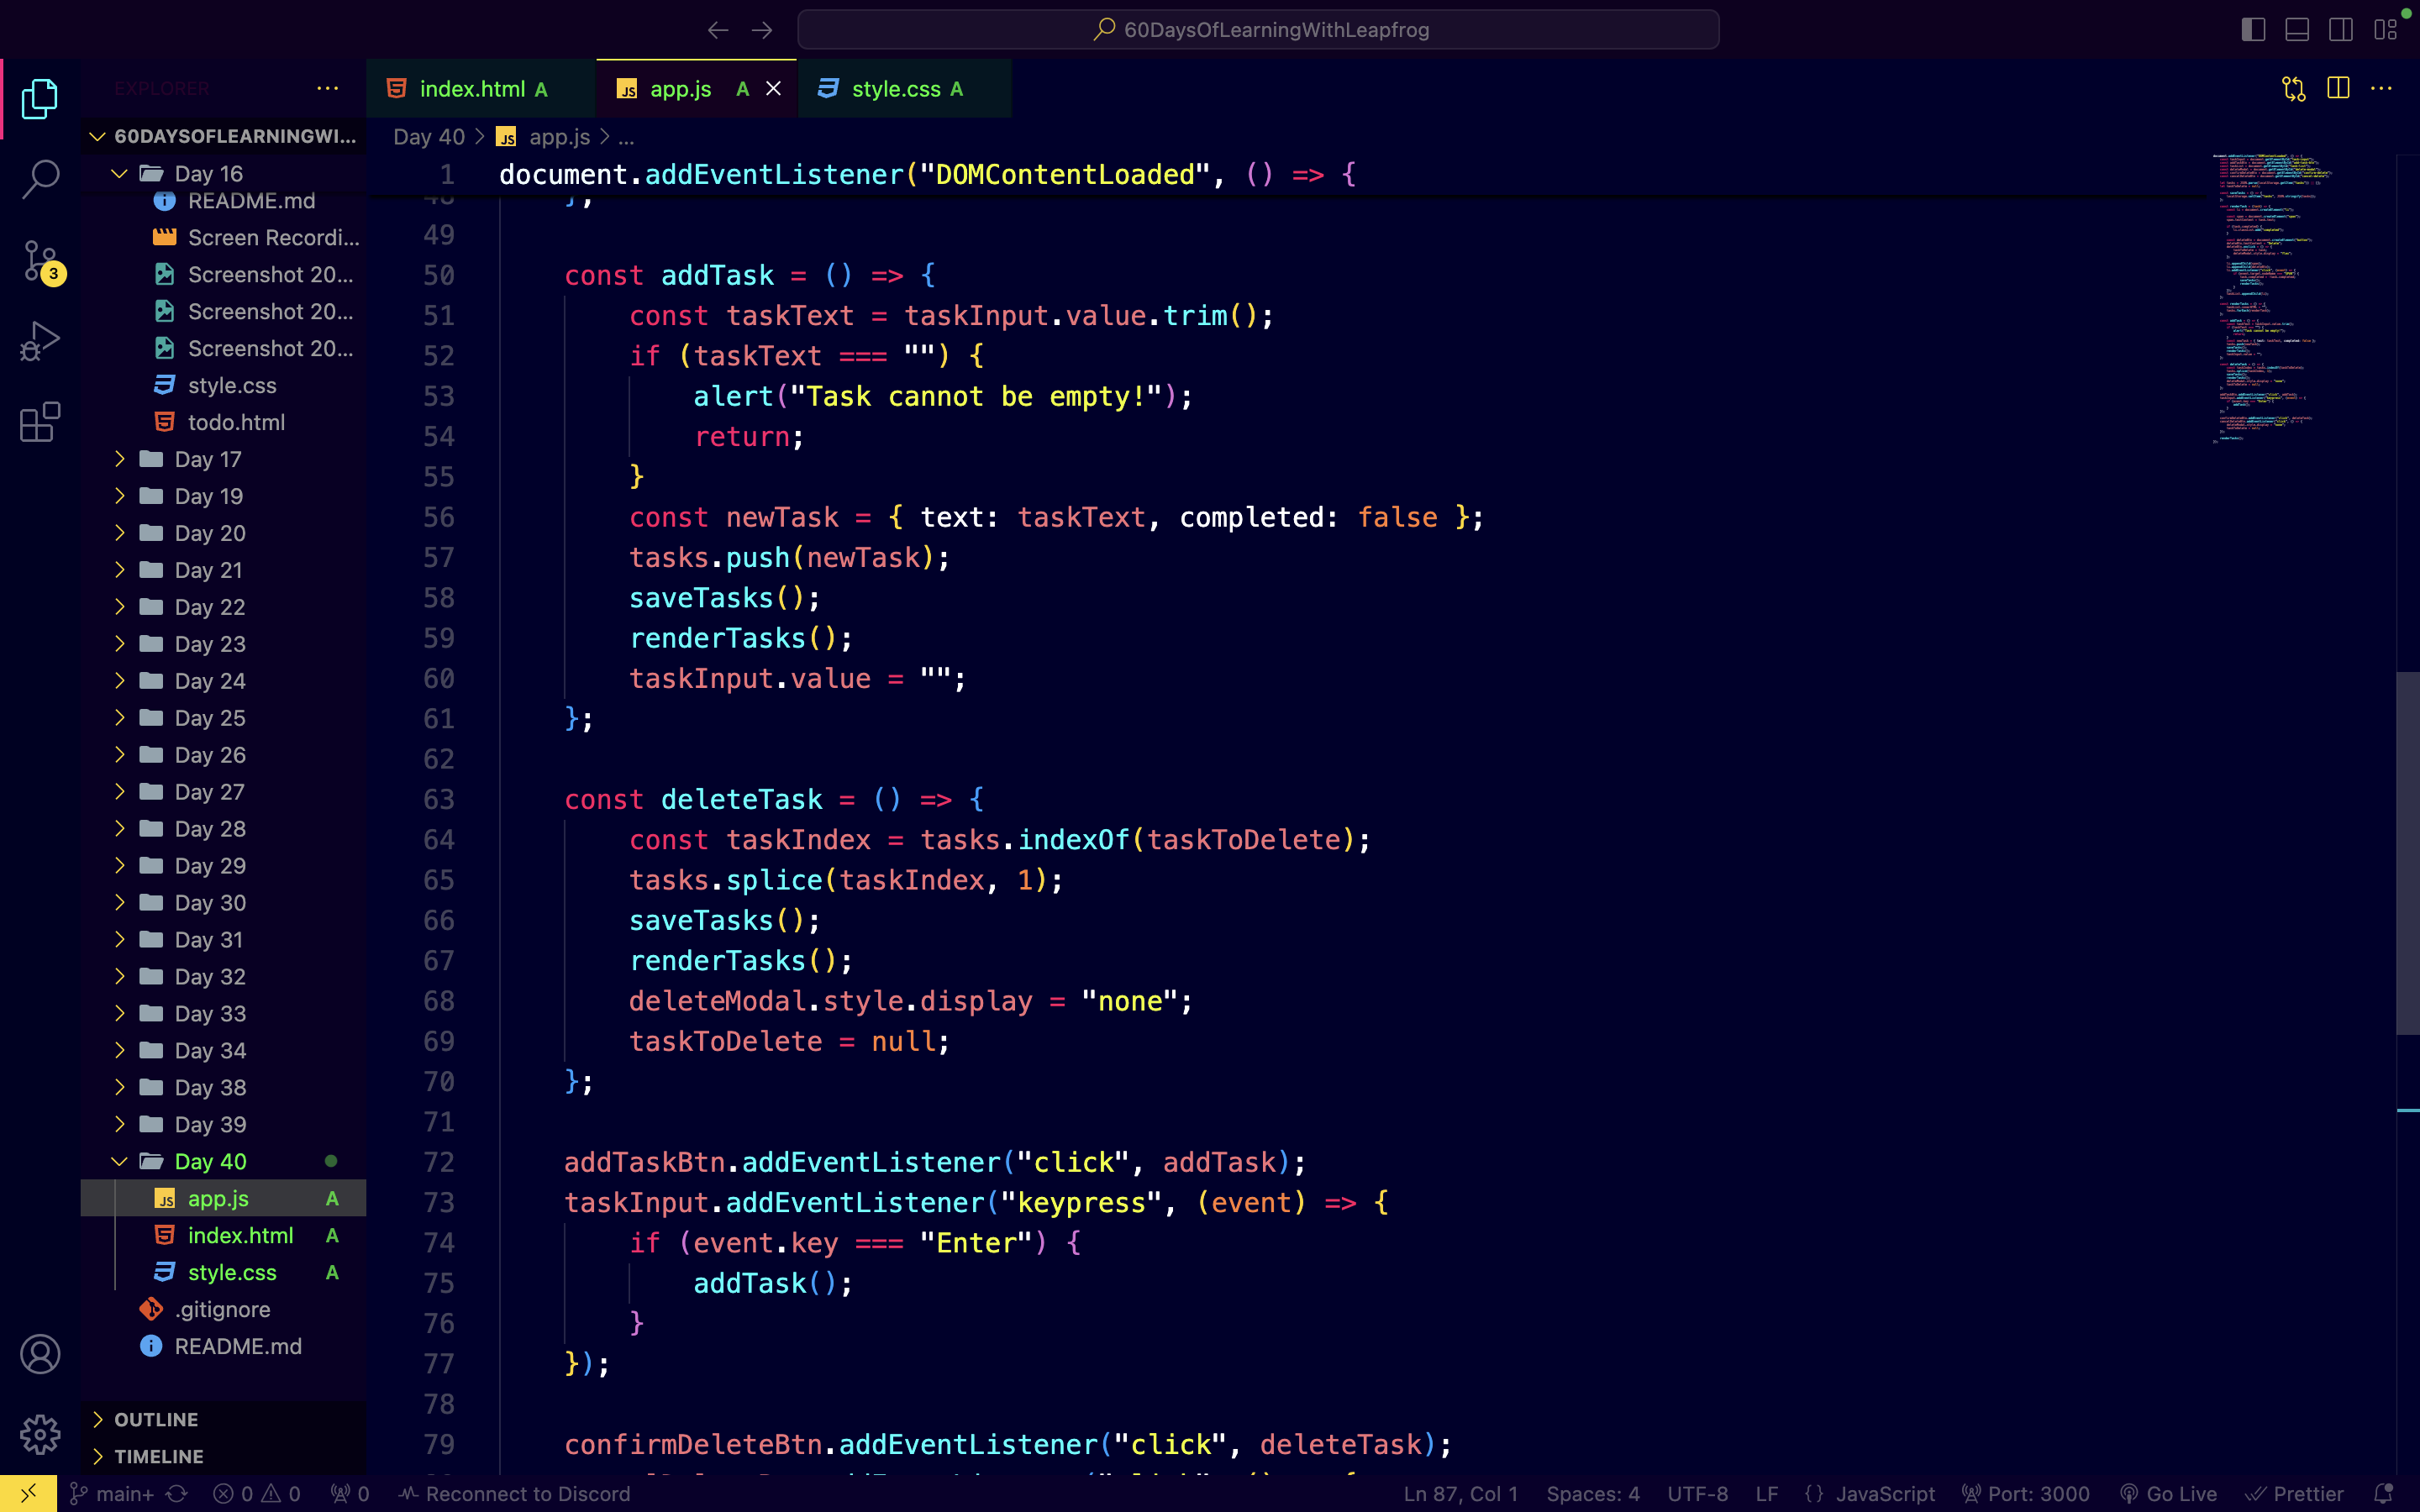 60DaysOfLearningWithLeapfrog
EXPLORER
index.html A
app.js A
style.css A
60DAYSOFLEARNINGWI...
Day 16
README.md
Screen Recordi...
Screenshot 20...
Screenshot 20...
Screenshot 20...
style.css
todo.html
Day 17
Day 19
Day 20
Day 21
Day 22
Day 23
Day 24
Day 25
Day 26
Day 27
Day 28
Day 29
Day 30
Day 31
Day 32
Day 33
Day 34
Day 38
Day 39
Day 40
app.js A
index.html A
style.css A
.gitignore
README.md
OUTLINE
TIMELINE
3
Day 40 > JS app.js > ...
1 document.addEventListener("DOMContentLoaded", () => {
48 };
49
50 const addTask = () => {
51 const taskText = taskInput.value.trim();
52 if (taskText === "") {
53 alert("Task cannot be empty!");
54 return;
55 }
56 const newTask = { text: taskText, completed: false };
57 tasks.push(newTask);
58 saveTasks();
59 renderTasks();
60 taskInput.value = "";
61 };
62
63 const deleteTask = () => {
64 const taskIndex = tasks.indexOf(taskToDelete);
65 tasks.splice(taskIndex, 1);
66 saveTasks();
67 renderTasks();
68 deleteModal.style.display = "none";
69 taskToDelete = null;
70 };
71
72 addTaskBtn.addEventListener("click", addTask);
73 taskInput.addEventListener("keypress", (event) => {
74 if (event.key === "Enter") {
75 addTask();
76 }
77 });
78
79 confirmDeleteBtn.addEventListener("click", deleteTask);
main+ 0 0 0 Reconnect to Discord Ln 87, Col 1 Spaces: 4 UTF-8 LF {} JavaScript Port: 3000 Go Live Prettier